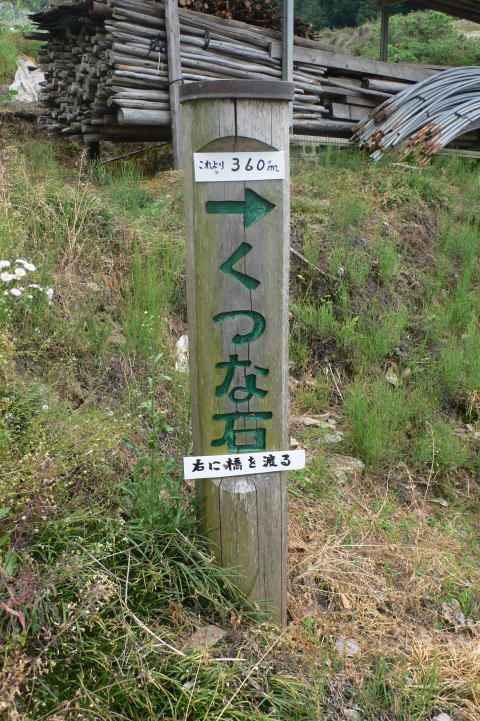 これより 360m
→
くつな石
右に橋を渡る